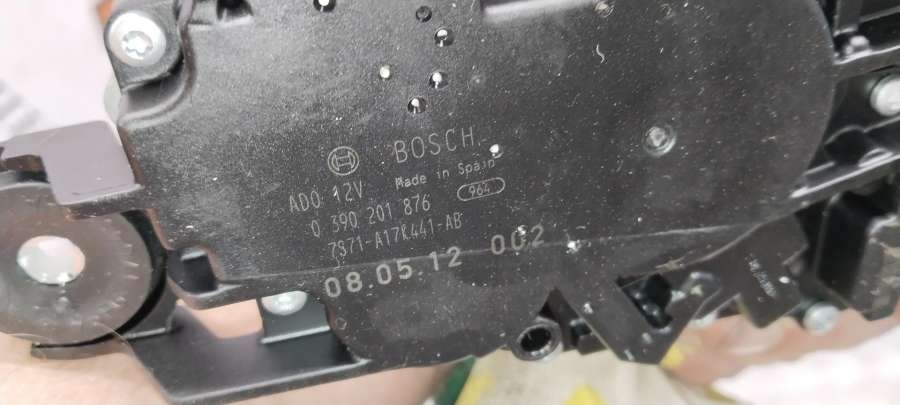 BOSCH
ADO 12V Made in Spain
0 390 201 876 964
7S71-A17K441-AB
08.05.12 002